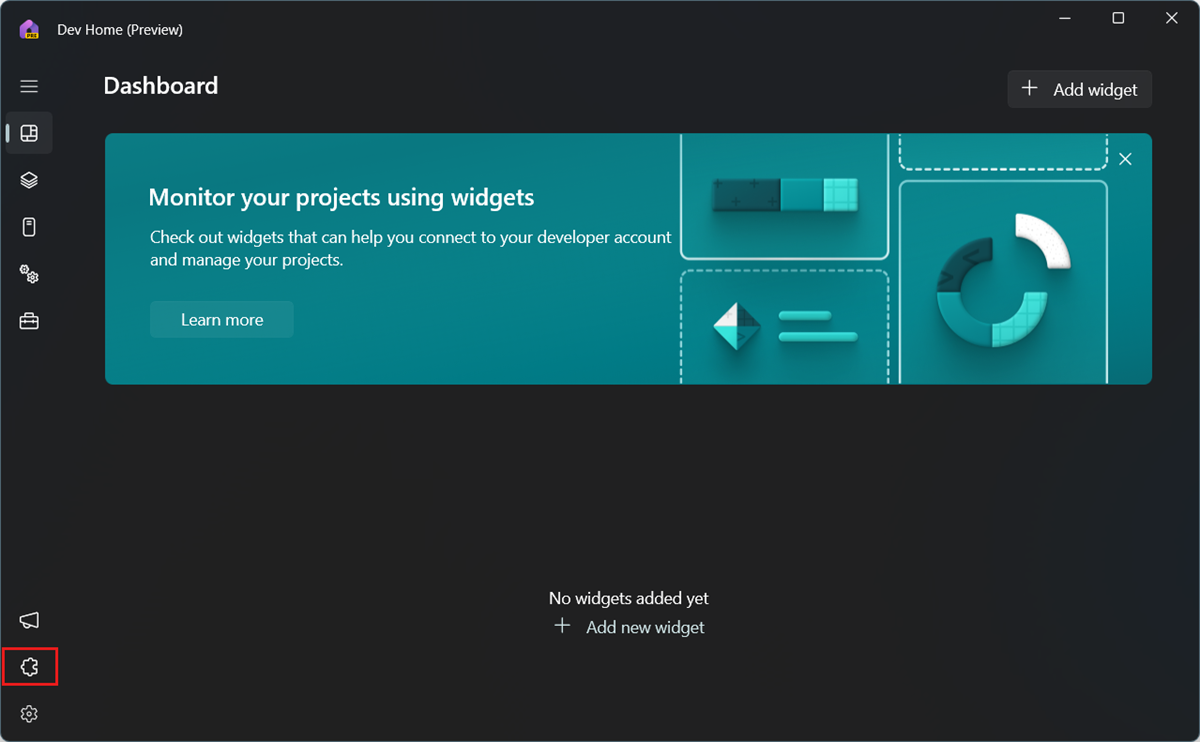 Dev Home (Preview)
Dashboard
Add widget
Monitor your projects using widgets
Check out widgets that can help you connect to your developer account
and manage your projects.
Learn more
No widgets added yet
Add new widget